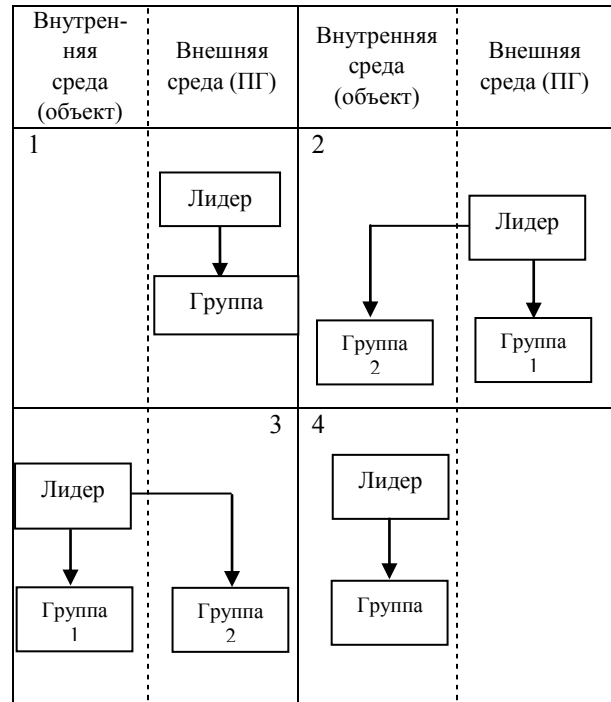 Внутрен-
няя
среда
(объект)
Внешняя
среда (ПГ)
Внутренняя
среда
(объект)
Внешняя
среда (ПГ)
1
Лидер
Группа
2
Лидер
Группа
2
Группа
1
3
Лидер
Группа
1
Группа
2
4
Лидер
Группа